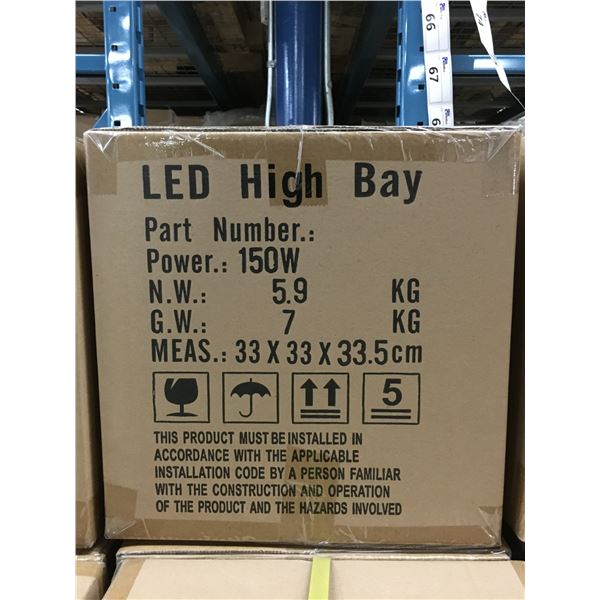 66
67
LED High Bay
Part Number.:
Power.: 150W
N.W.: 5.9 KG
G.W.: 7 KG
MEAS.: 33 X 33 X 33.5cm
5
THIS PRODUCT MUST BE INSTALLED IN
ACCORDANCE WITH THE APPLICABLE
INSTALLATION CODE BY A PERSON FAMILIAR
WITH THE CONSTRUCTION AND OPERATION
OF THE PRODUCT AND THE HAZARDS INVOLVED